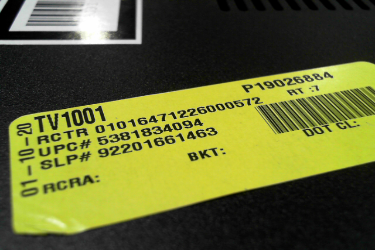 P19026884
TV1001
RT :7
RCTR 01016471226000572
UPC# 5381834094
SLP# 92201661463
DOT CL:
BKT:
RCRA:
01-10-20